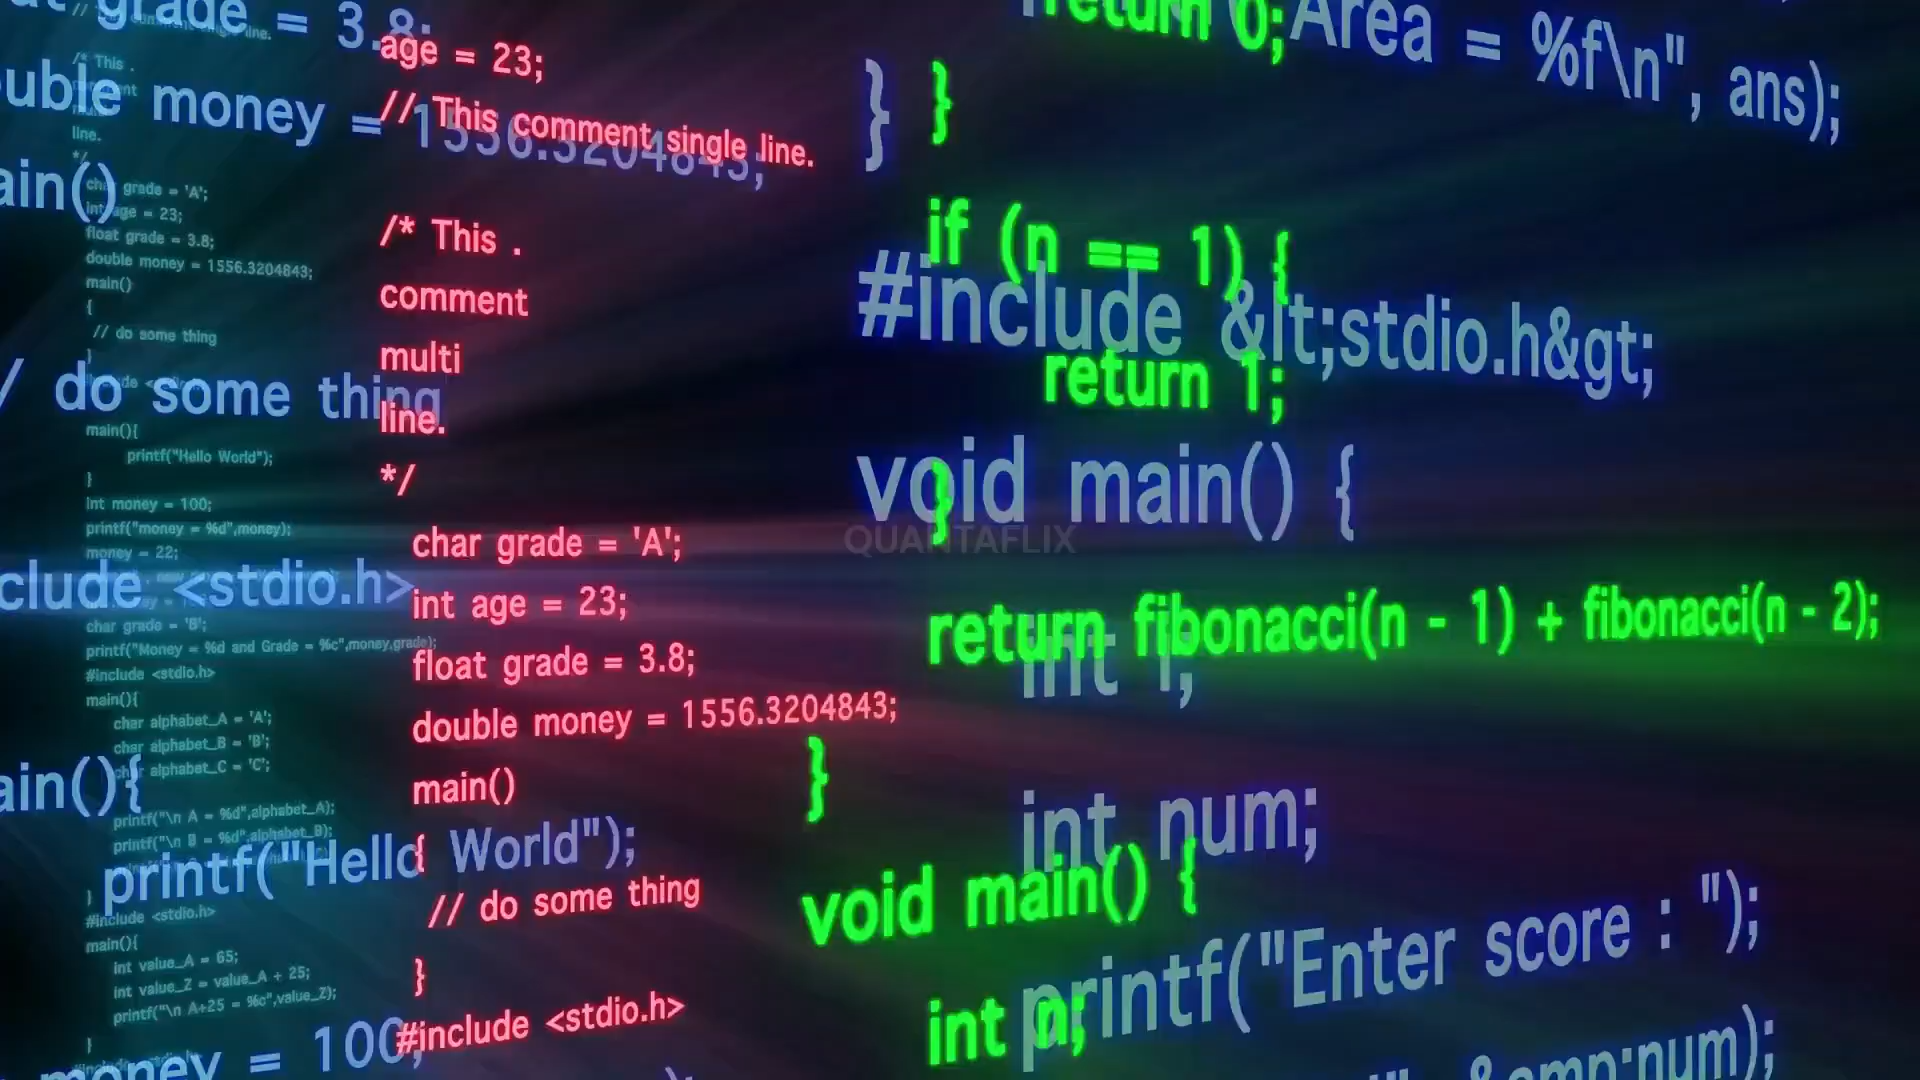 // This comment single line.
/* This .
line.
*/
char grade = 'A';
int age = 23;
float grade = 3.8;
double money = 1556.3204843;
main()
{
// do some thing
}
main(){
printf("Hello World");
}
int money = 100;
printf("money = %d",money);
money = 22;
char grade = 'B';
printf("Money = %d and Grade = %c",money,grade);
#include <stdio.h>
main(){
char alphabet_A = 'A';
char alphabet_B = 'B';
char alphabet_C = 'C';
printf("\n A = %d",alphabet_A);
printf("\n B = %d",alphabet_B);
}
#include <stdio.h>
main(){
int value_A = 65;
int value_Z = value_A + 25;
printf("\n A+25 = %c",value_Z);
}
grade = 3.8;
uble money = 1556.3204843;
ain()
/ do some thing
clude <stdio.h>
ain(){
printf("Hello World");
money = 100;
age = 23;
// This comment single line.
/* This .
comment
multi
line.
*/
char grade = 'A';
int age = 23;
float grade = 3.8;
double money = 1556.3204843;
main()
{
// do some thing
}
#include <stdio.h>
QUANTAFLIX
Area = %f\n", ans);
}
#include &lt;stdio.h&gt;
void main() {
int i;
int num;
printf("Enter score : ");
&amp;num);
return 0;
}
if (n == 1) {
return 1;
}
return fibonacci(n - 1) + fibonacci(n - 2);
}
void main() {
int n;